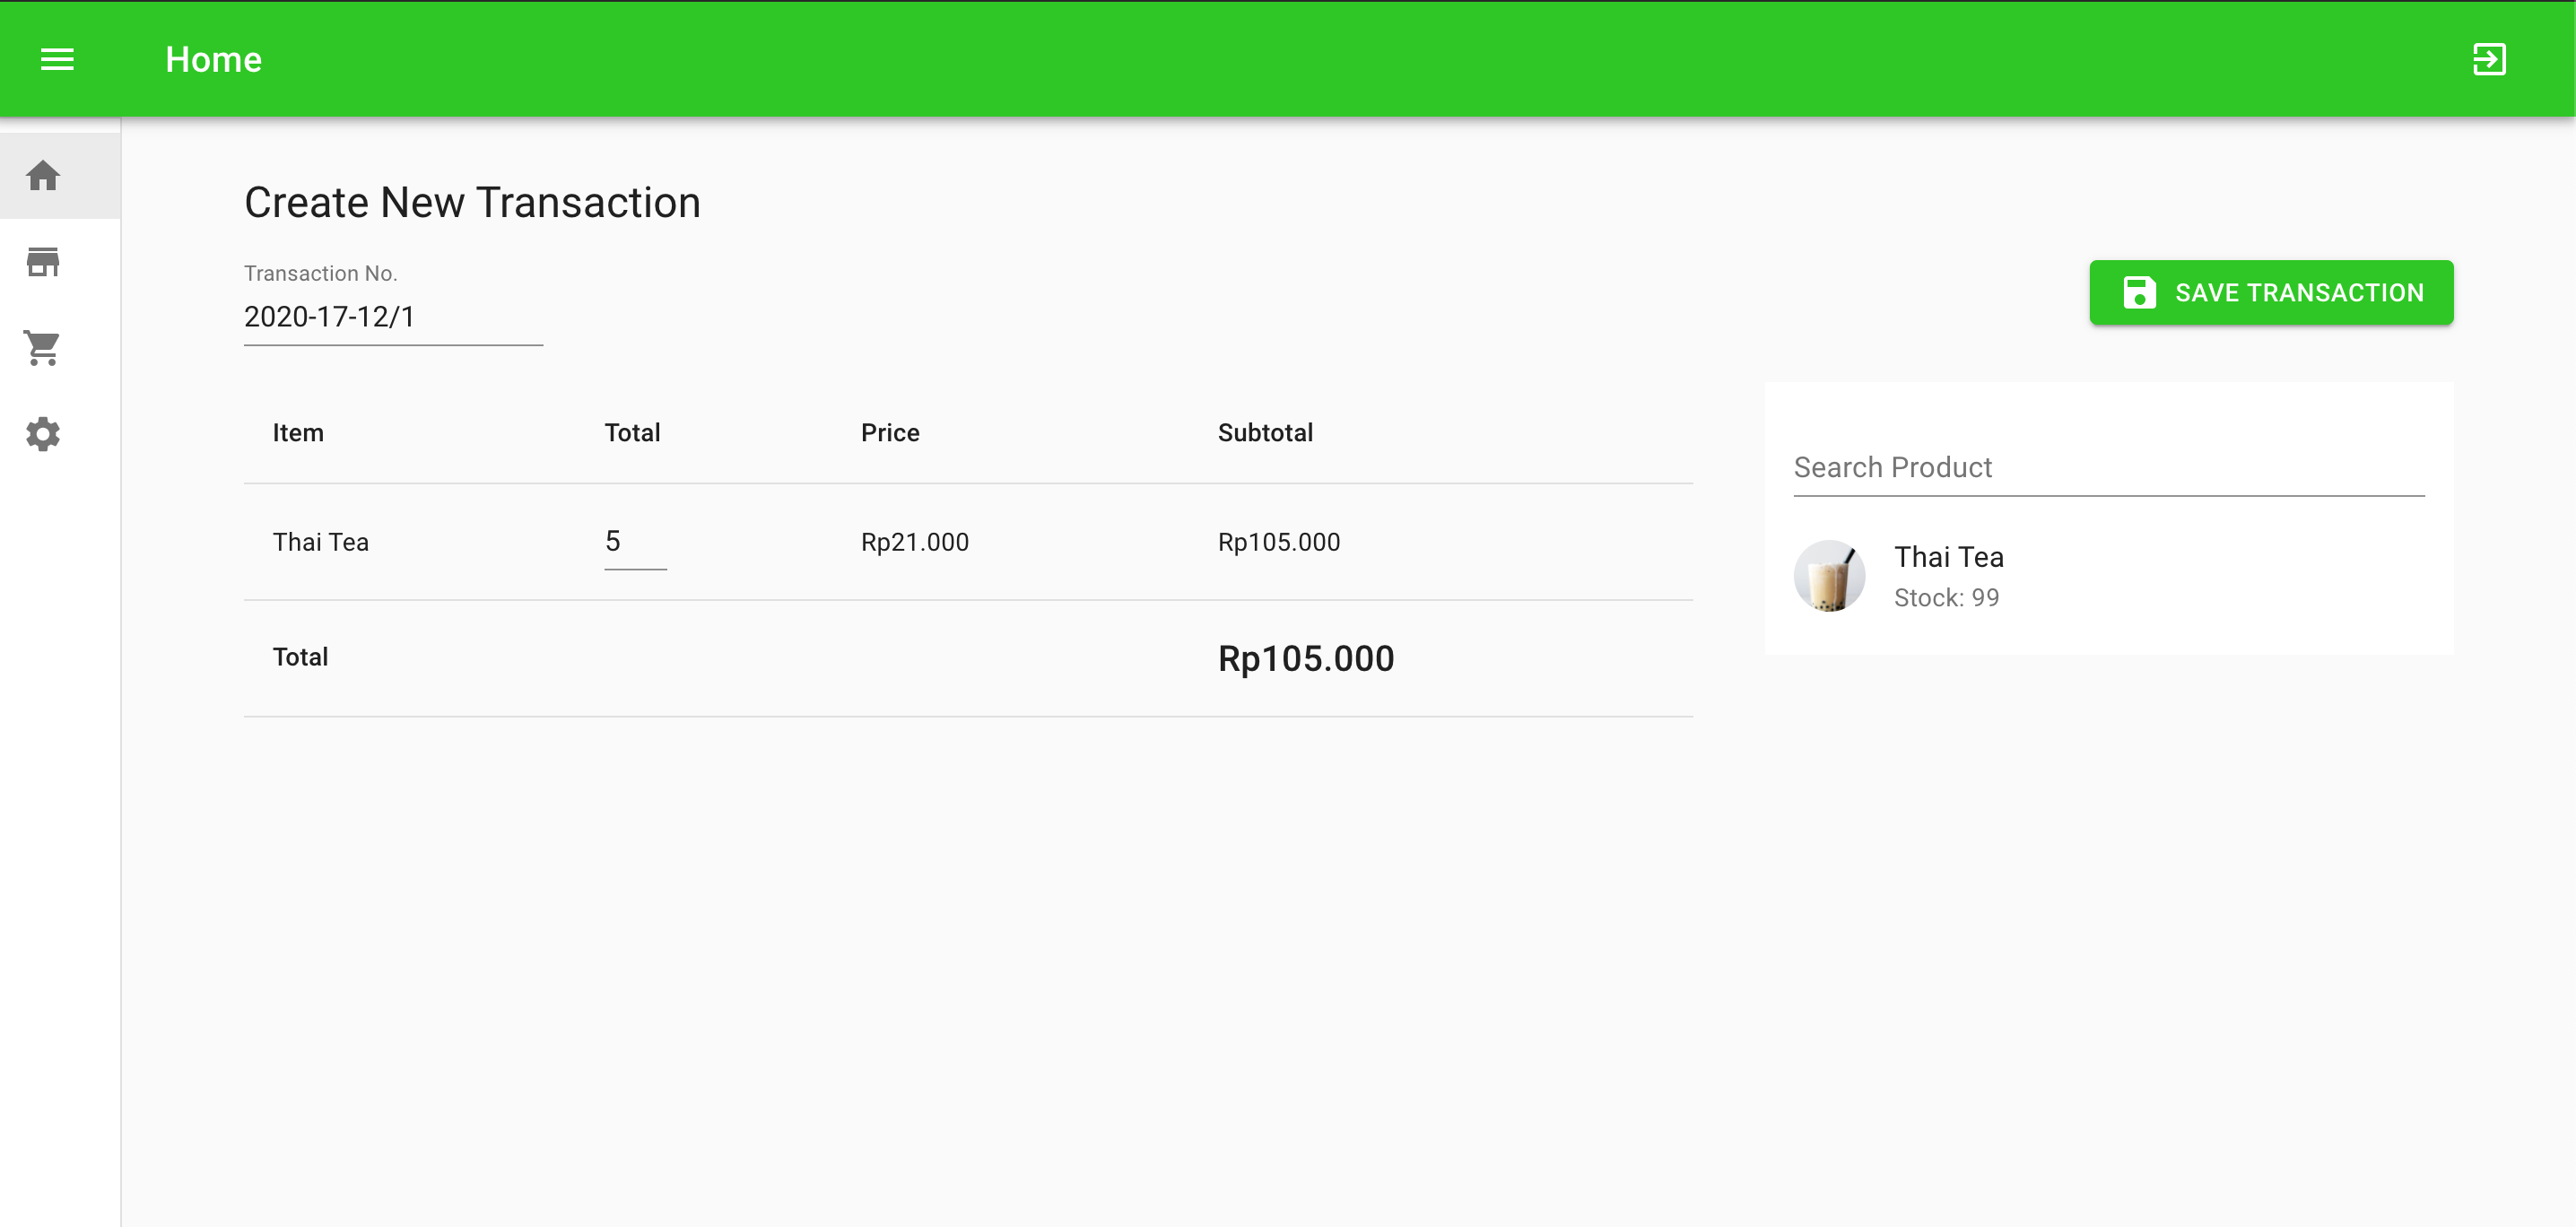 Home
Create New Transaction
Transaction No.
2020-17-12/1
SAVE TRANSACTION
Item Total Price Subtotal
Thai Tea 5 Rp21.000 Rp105.000
Total Rp105.000
Search Product
Thai Tea
Stock: 99